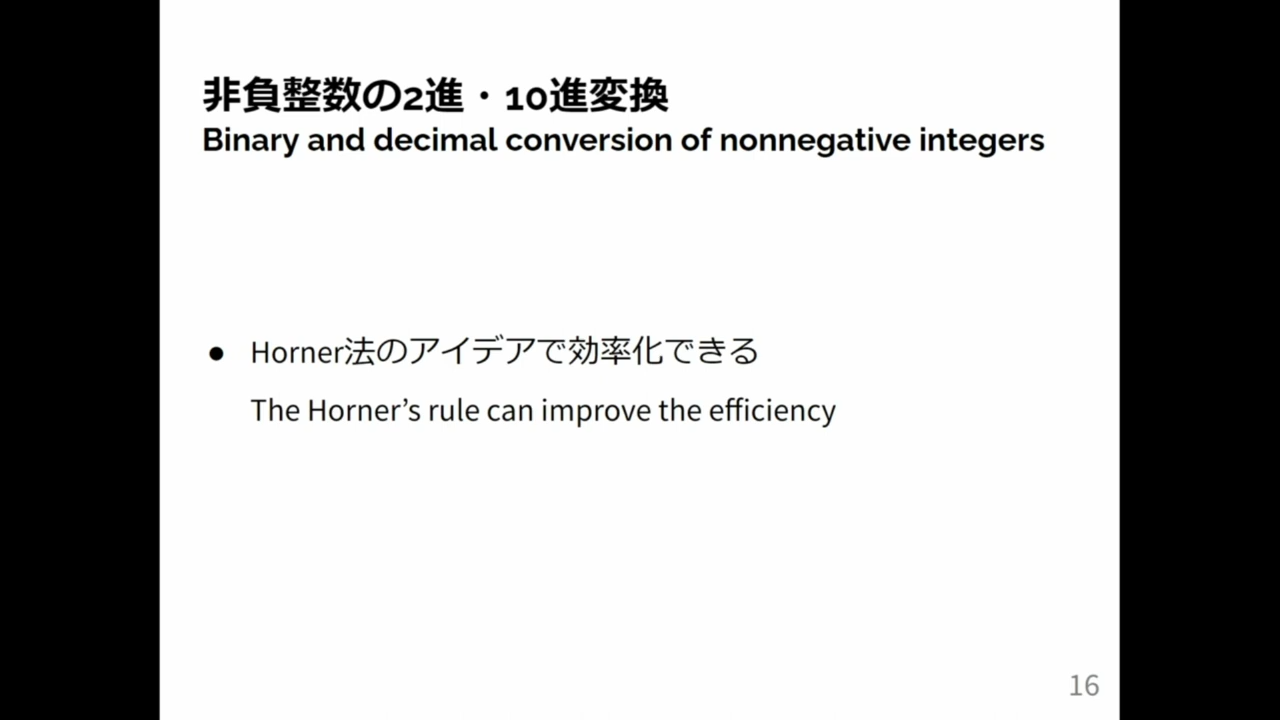 非負整数の2進・10進変換
Binary and decimal conversion of nonnegative integers
● Horner法のアイデアで効率化できる
The Horner’s rule can improve the efficiency
16